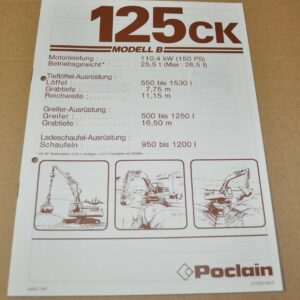 125CK
MODELL B
Motorleistung ........ 110,4 kW (150 PS)
Betriebsgewicht* ..... 25,5 t (Max : 26,5 t)
Tieflöffel-Ausrüstung :
Löffel ........ 550 bis 1530 l
Grabtiefe ........ 7,75 m
Reichweite ........ 11,15 m
Greifer-Ausrüstung :
Greifer ........ 500 bis 1250 l
Grabtiefe ........ 16,50 m
Ladeschaufel-Ausrüstung :
Schaufeln ........ 950 bis 1200 l
Poclain